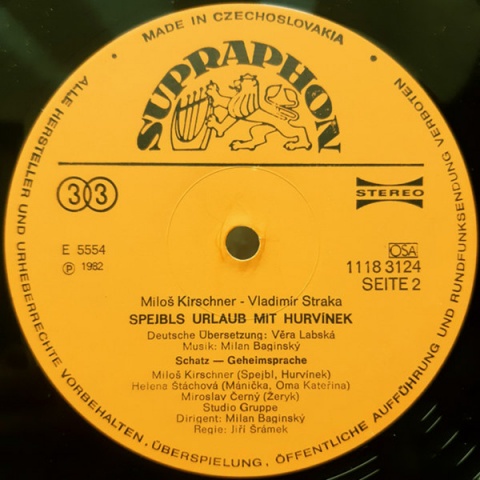 MADE IN CZECHOSLOVAKIA
SUPRAPHON
33
STEREO
E 5554
Ⓟ 1982
OSA
1118 3124
SEITE 2
Miloš Kirschner - Vladimír Straka
SPEJBLS URLAUB MIT HURVÍNEK
Deutsche Übersetzung: Věra Labská
Musik: Milan Baginský
Schatz — Geheimsprache
Miloš Kirschner (Spejbl, Hurvínek)
Helena Štáchová (Mánička, Oma Kateřina)
Miroslav Černý (Žeryk)
Studio Gruppe
Dirigent: Milan Baginský
Regie: Jiří Šrámek
ALLE HERSTELLER UND URHEBERRECHTE VORBEHALTEN, ÜBERSPIELUNG, ÖFFENTLICHE AUFFÜHRUNG UND RUNDFUNKSENDUNG VERBOTEN